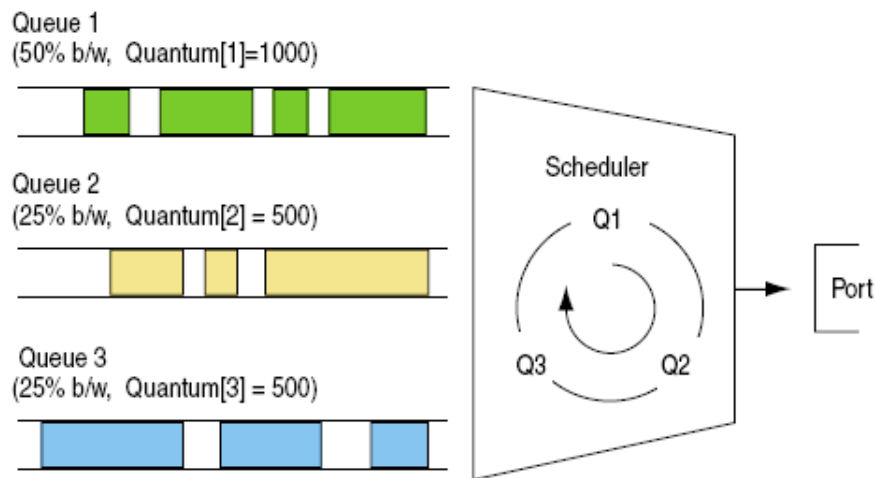 Queue 1
(50% b/w, Quantum[1]=1000)
Queue 2
(25% b/w, Quantum[2] = 500)
Queue 3
(25% b/w, Quantum[3] = 500)
Scheduler
Q1
Q3
Q2
Port